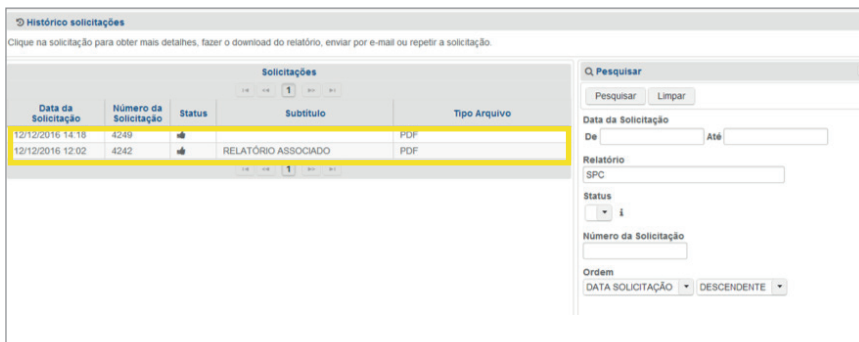 Histórico solicitações
Clique na solicitação para obter mais detalhes, fazer o download do relatório, enviar por e-mail ou repetir a solicitação.
Solicitações
1
Data da Solicitação Número da Solicitação Status Subtítulo Tipo Arquivo
12/12/2016 14:18 4249 PDF
12/12/2016 12:02 4242 RELATÓRIO ASSOCIADO PDF
1
Pesquisar
Pesquisar Limpar
Data da Solicitação
De Até
Relatório
SPC
Status
i
Número da Solicitação
Ordem
DATA SOLICITAÇÃO DESCENDENTE